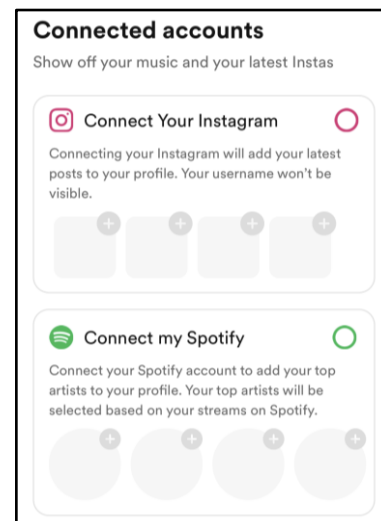 Connected accounts
Show off your music and your latest Instas
Connect Your Instagram
Connecting your Instagram will add your latest
posts to your profile. Your username won't be
visible.
Connect my Spotify
Connect your Spotify account to add your top
artists to your profile. Your top artists will be
selected based on your streams on Spotify.